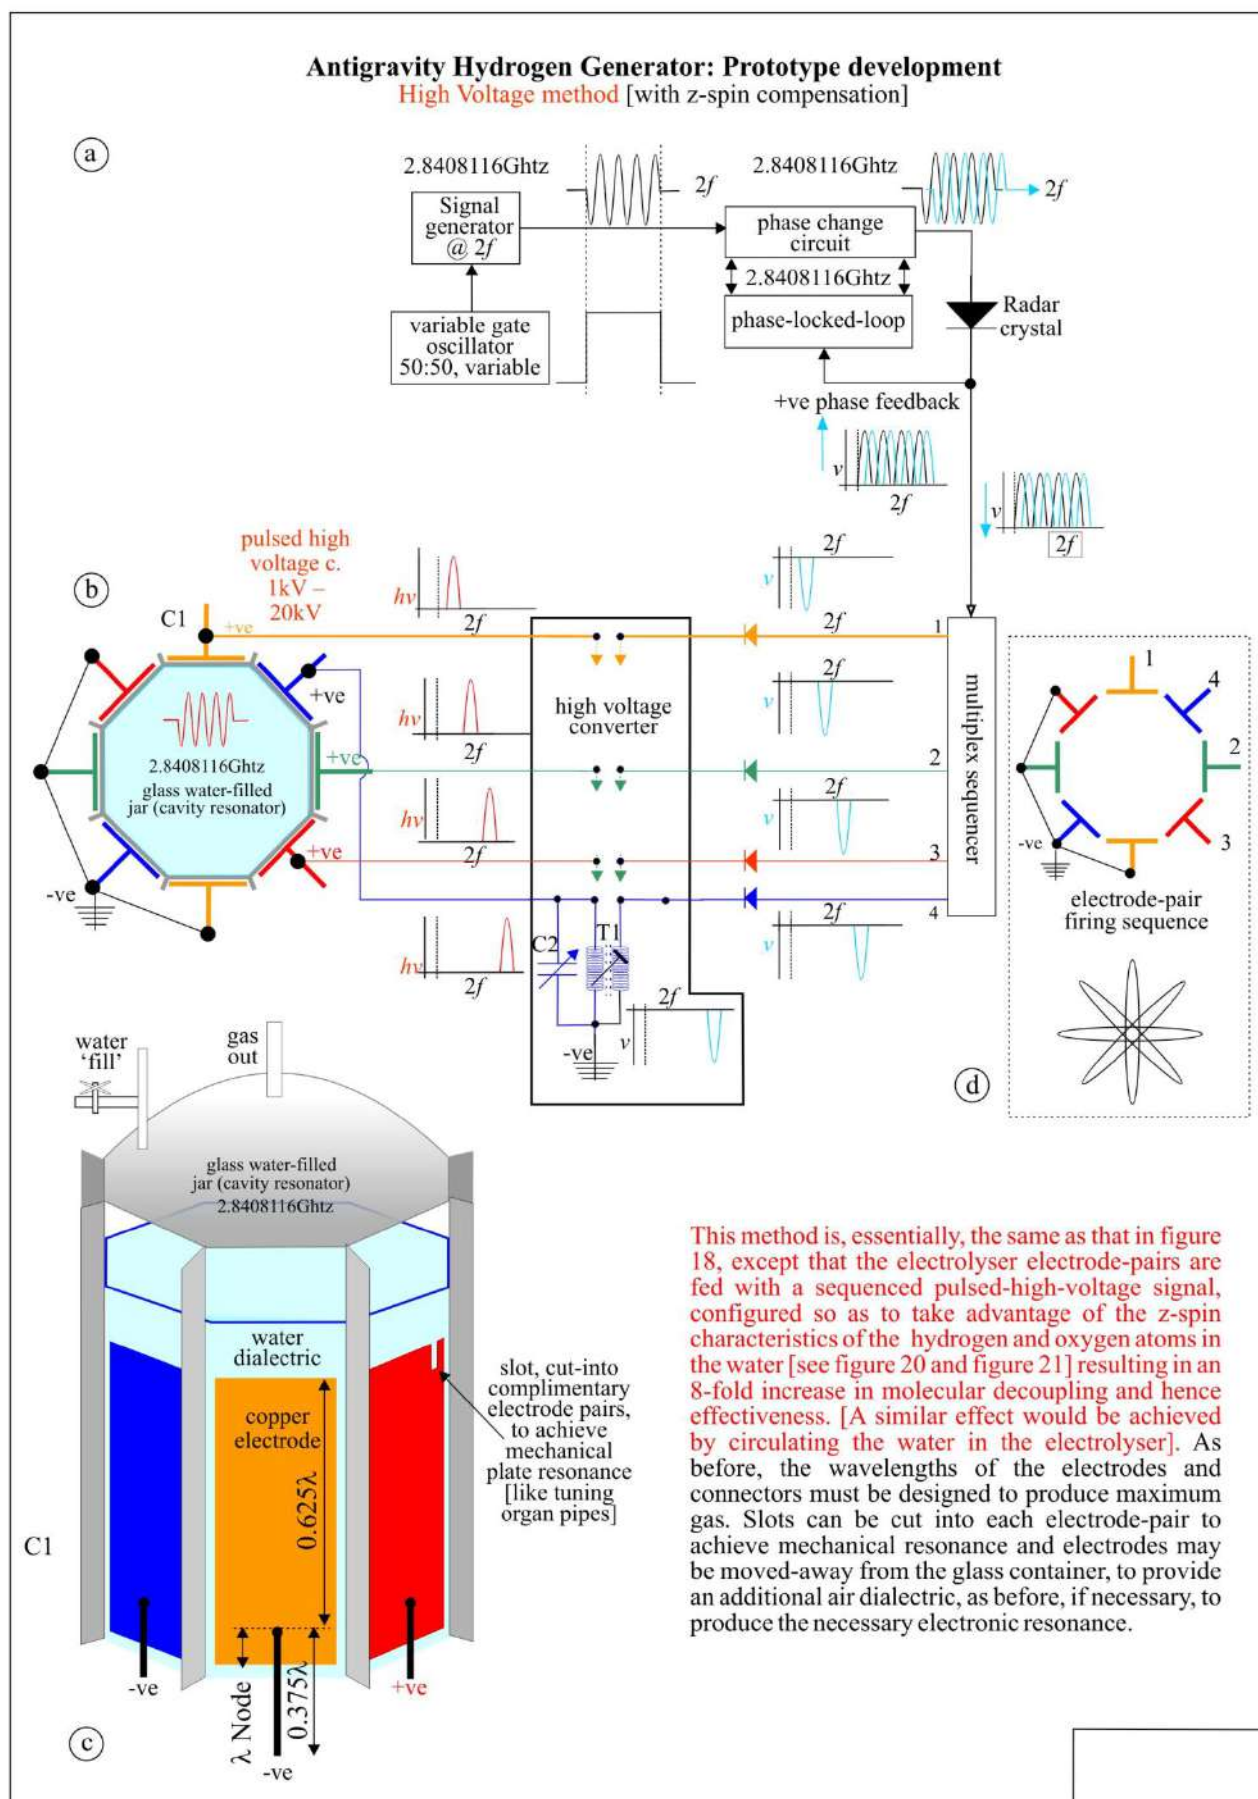 Antigravity Hydrogen Generator: Prototype development
High Voltage method [with z-spin compensation]
a
2.8408116Ghtz
2f
Signal
generator
@ 2f
variable gate
oscillator
50:50, variable
2.8408116Ghtz
2f
phase change
circuit
2.8408116Ghtz
phase-locked-loop
Radar
crystal
+ve phase feedback
v
2f
v
2f
b
pulsed high
voltage c.
1kV –
20kV
C1
+ve
+ve
+ve
+ve
-ve
2.8408116Ghtz
glass water-filled
jar (cavity resonator)
hv
2f
hv
2f
hv
2f
hv
2f
high voltage
converter
C2
T1
-ve
v
2f
2f
v
2f
1
v
2f
2
2f
v
3
4
2f
v
multiplex sequencer
1
4
2
3
-ve
electrode-pair
firing sequence
d
water
‘fill’
gas
out
glass water-filled
jar (cavity resonator)
2.8408116Ghtz
water
dialectric
copper
electrode
0.625λ
slot, cut-into
complimentary
electrode pairs,
to achieve
mechanical
plate resonance
[like tuning
organ pipes]
C1
-ve
λ Node
0.375λ
-ve
+ve
c
This method is, essentially, the same as that in figure
18, except that the electrolyser electrode-pairs are
fed with a sequenced pulsed-high-voltage signal,
configured so as to take advantage of the z-spin
characteristics of the hydrogen and oxygen atoms in
the water [see figure 20 and figure 21] resulting in an
8-fold increase in molecular decoupling and hence
effectiveness. [A similar effect would be achieved
by circulating the water in the electrolyser]. As
before, the wavelengths of the electrodes and
connectors must be designed to produce maximum
gas. Slots can be cut into each electrode-pair to
achieve mechanical resonance and electrodes may
be moved-away from the glass container, to provide
an additional air dialectric, as before, if necessary, to
produce the necessary electronic resonance.